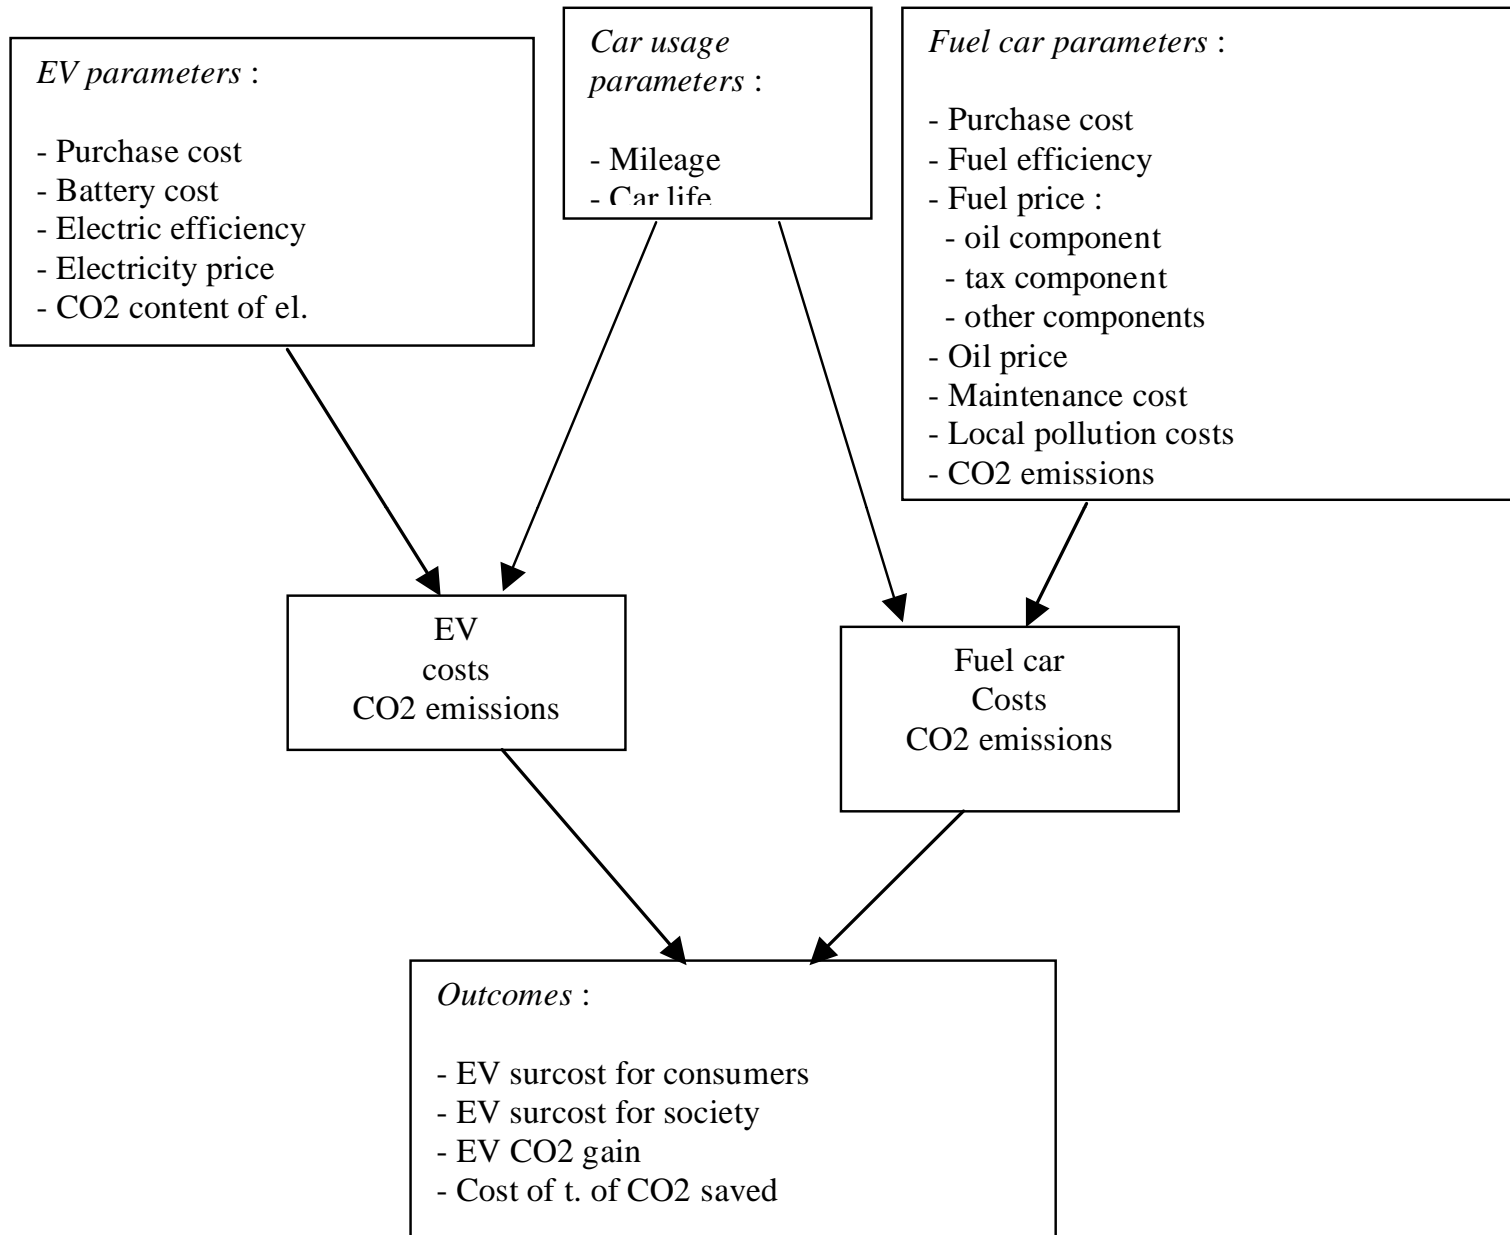 EV parameters :
- Purchase cost
- Battery cost
- Electric efficiency
- Electricity price
- CO2 content of el.
Car usage
parameters :
- Mileage
- Car life
Fuel car parameters :
- Purchase cost
- Fuel efficiency
- Fuel price :
- oil component
- tax component
- other components
- Oil price
- Maintenance cost
- Local pollution costs
- CO2 emissions
EV
costs
CO2 emissions
Fuel car
Costs
CO2 emissions
Outcomes :
- EV surcost for consumers
- EV surcost for society
- EV CO2 gain
- Cost of t. of CO2 saved